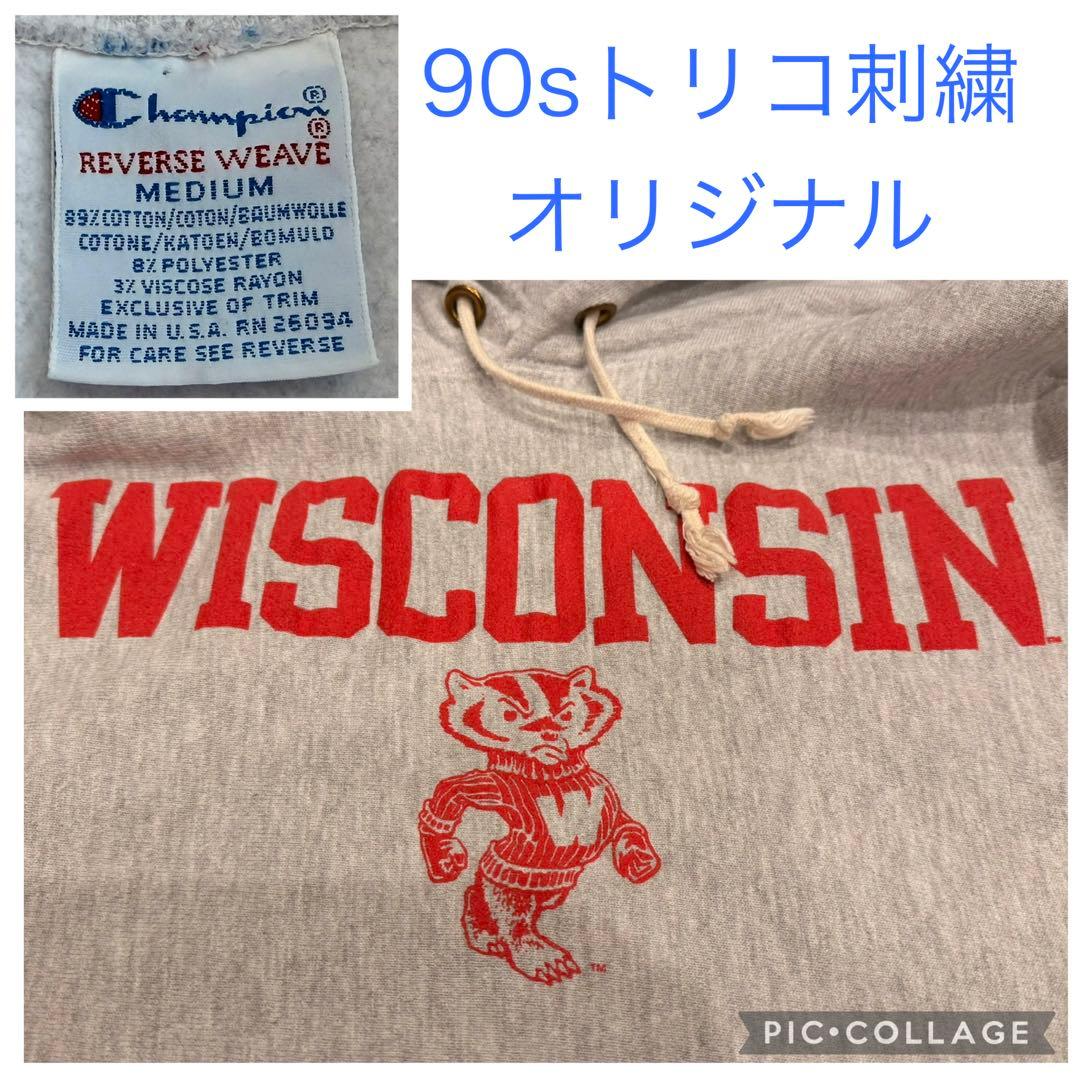 Champion®
REVERSE WEAVE®
MEDIUM
89%COTTON/COTON/BAUMWOLLE
COTONE/KATOEN/BOMULD
8% POLYESTER
3% VISCOSE RAYON
EXCLUSIVE OF TRIM
MADE IN U.S.A. RN 26094
FOR CARE SEE REVERSE
90sトリコ刺繍
オリジナル
WISCONSIN™
W
™
PIC•COLLAGE